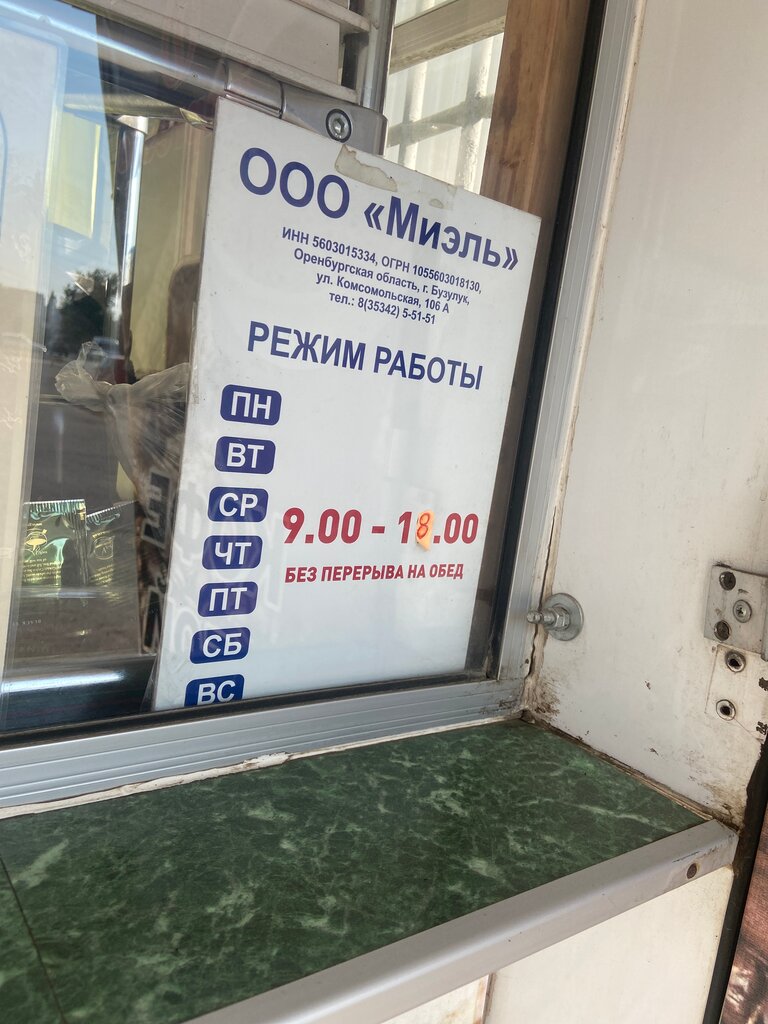 ООО «Миэль»
ИНН 5603015334, ОГРН 1055603018130,
Оренбургская область, г. Бузулук,
ул. Комсомольская, 106 А
тел.: 8(35342) 5-51-51
РЕЖИМ РАБОТЫ
ПН
ВТ
СР
ЧТ
ПТ
СБ
ВС
9.00 - 18.00
БЕЗ ПЕРЕРЫВА НА ОБЕД